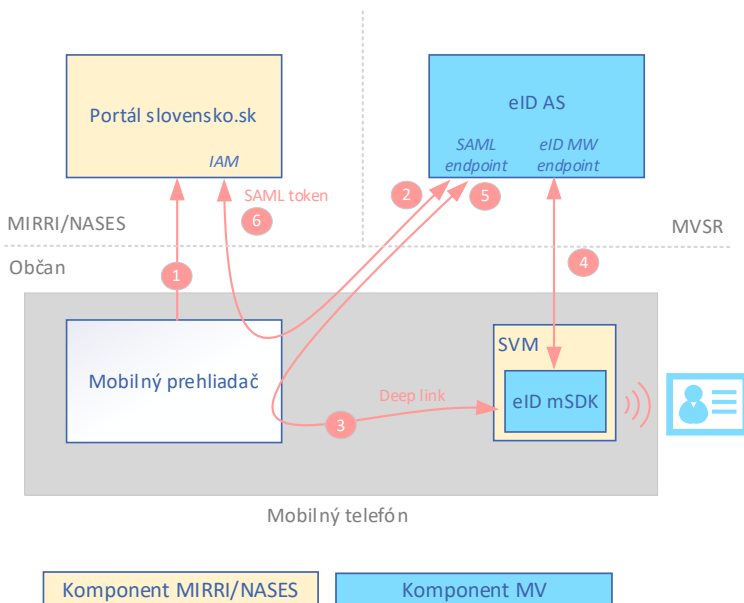 Portál slovensko.sk
IAM
eID AS
SAML
endpoint
eID MW
endpoint
SAML token
2
5
6
MIRRI/NASES
MVSR
Občan
1
4
SVM
Mobilný prehliadač
Deep link
eID mSDK
3
Mobilný telefón
Komponent MIRRI/NASES
Komponent MV